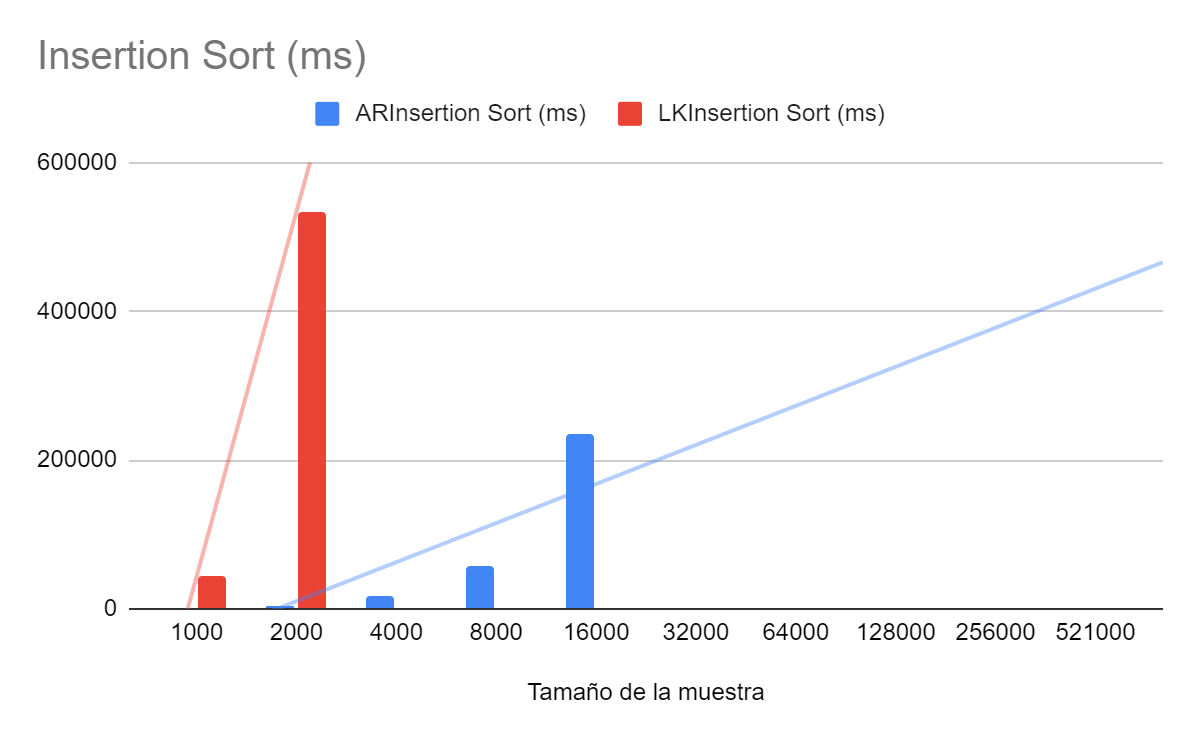 Insertion Sort (ms)
ARInsertion Sort (ms) LKInsertion Sort (ms)
600000
400000
200000
0
1000 2000 4000 8000 16000 32000 64000 128000 256000 521000
Tamaño de la muestra